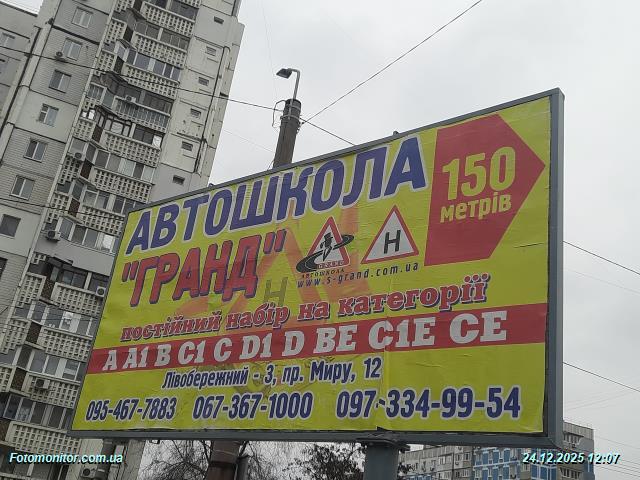 АВТОШКОЛА
"ГРАНД"
150
метрів
Н
АВТОШКОЛА
www.s-grand.com.ua
Н
постійний набір на категорії
A A1 B C1 C D1 D BE C1E CE
Лівобережний - 3, пр. Миру, 12
095-467-7883 067-367-1000 097-334-99-54
Fotomonitor.com.ua
24.12.2025 12:07